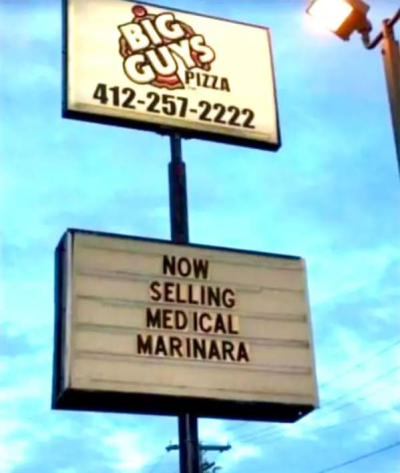 BIG
GUYS
PIZZA
412-257-2222
NOW
SELLING
MEDICAL
MARINARA